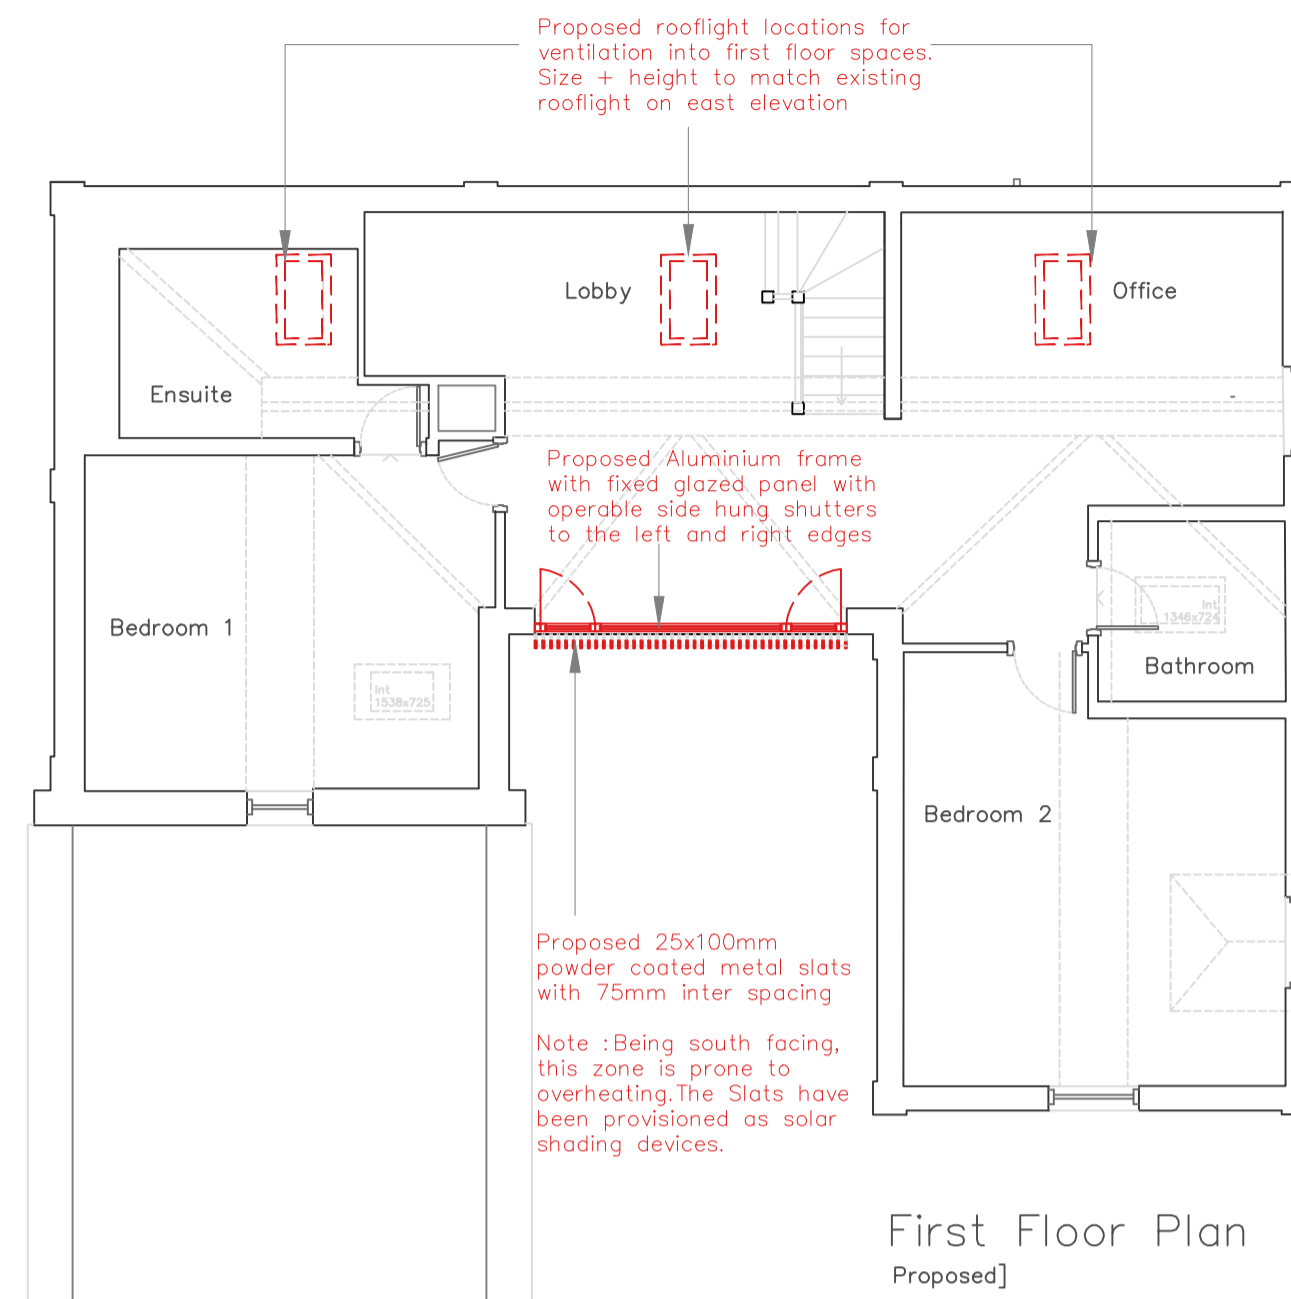 Proposed rooflight locations for
ventilation into first floor spaces.
Size + height to match existing
rooflight on east elevation
Lobby
Office
Ensuite
Proposed Aluminium frame
with fixed glazed panel with
operable side hung shutters
to the left and right edges
Int
1346x724
Bedroom 1
Bathroom
Int
1538x725
Bedroom 2
Proposed 25x100mm
powder coated metal slats
with 75mm inter spacing
Note :Being south facing,
this zone is prone to
overheating.The Slats have
been provisioned as solar
shading devices.
First Floor Plan
Proposed]